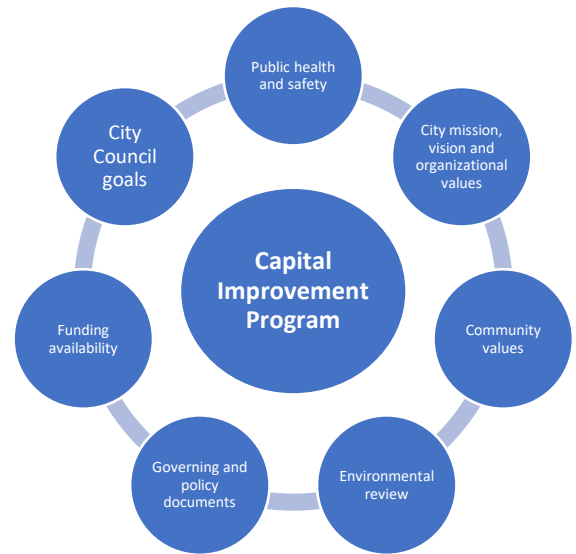 Public health
and safety
City mission,
vision and
organizational
values
Community
values
Environmental
review
Governing and
policy
documents
Funding
availability
City
Council
goals
Capital
Improvement
Program